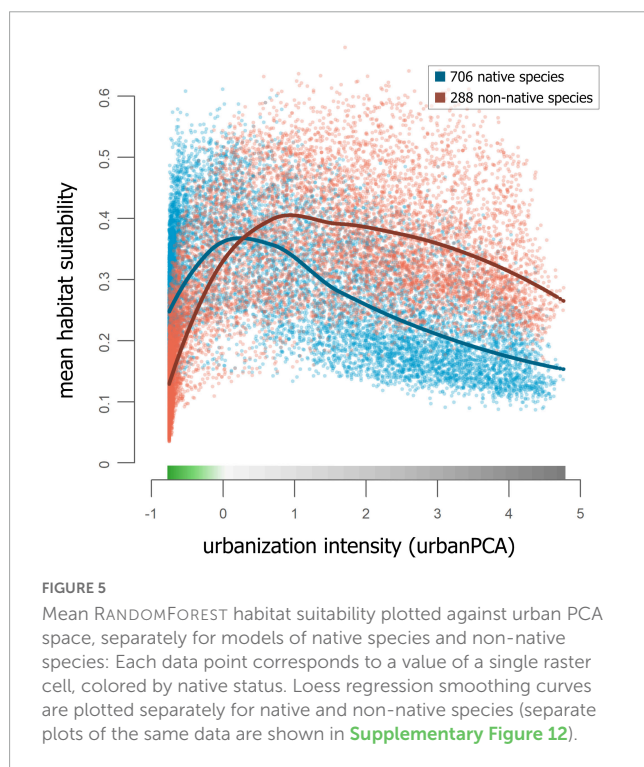 706 native species
288 non-native species
mean habitat suitability
0.6
0.5
0.4
0.3
0.2
0.1
0
-1 0 1 2 3 4 5
urbanization intensity (urbanPCA)
FIGURE 5
Mean RANDOMFOREST habitat suitability plotted against urban PCA
space, separately for models of native species and non-native
species: Each data point corresponds to a value of a single raster
cell, colored by native status. Loess regression smoothing curves
are plotted separately for native and non-native species (separate
plots of the same data are shown in Supplementary Figure 12).